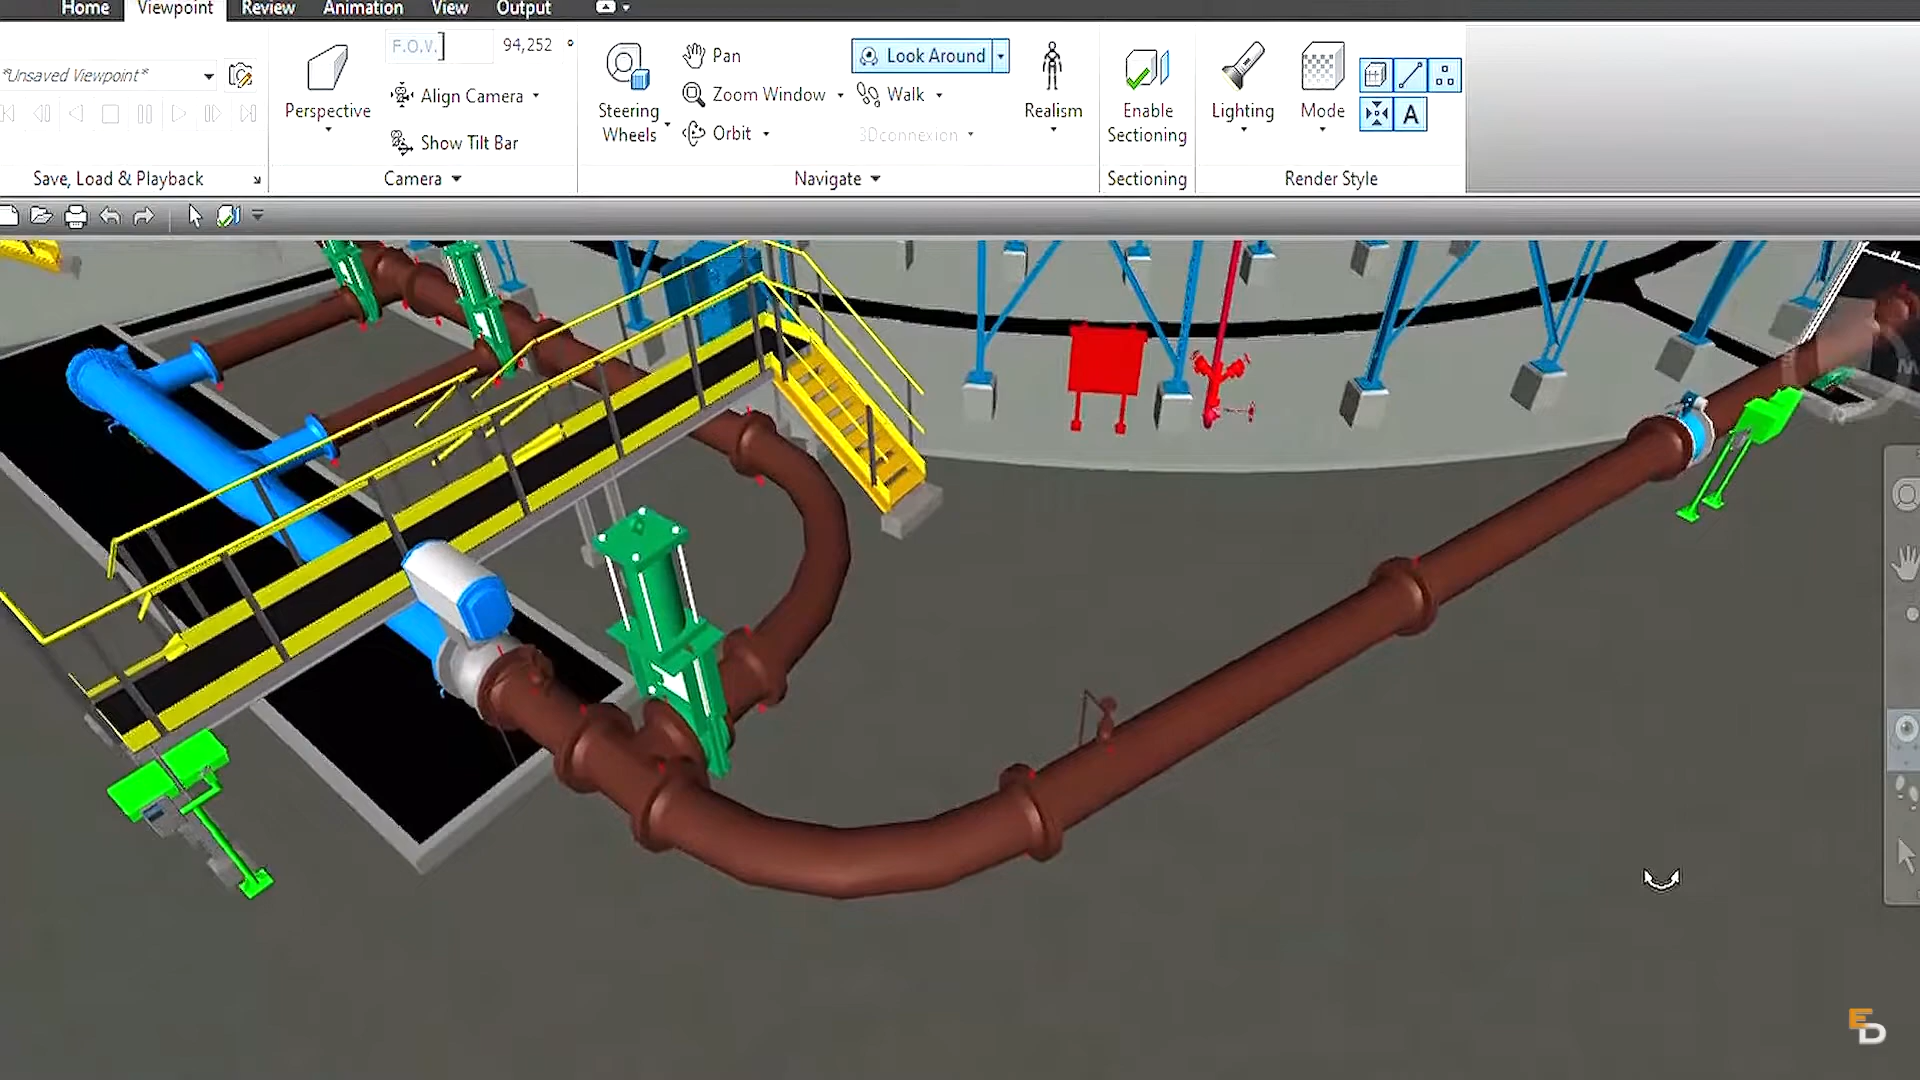 Home Viewpoint Review Animation View Output
*Unsaved Viewpoint*
Perspective
F.O.V. 94,252 °
Align Camera
Show Tilt Bar
Steering
Wheels
Pan
Zoom Window
Orbit
Look Around
Walk
3Dconnexion
Realism
Enable
Sectioning
Lighting
Mode
A
Save, Load & Playback
Camera
Navigate
Sectioning
Render Style
ED